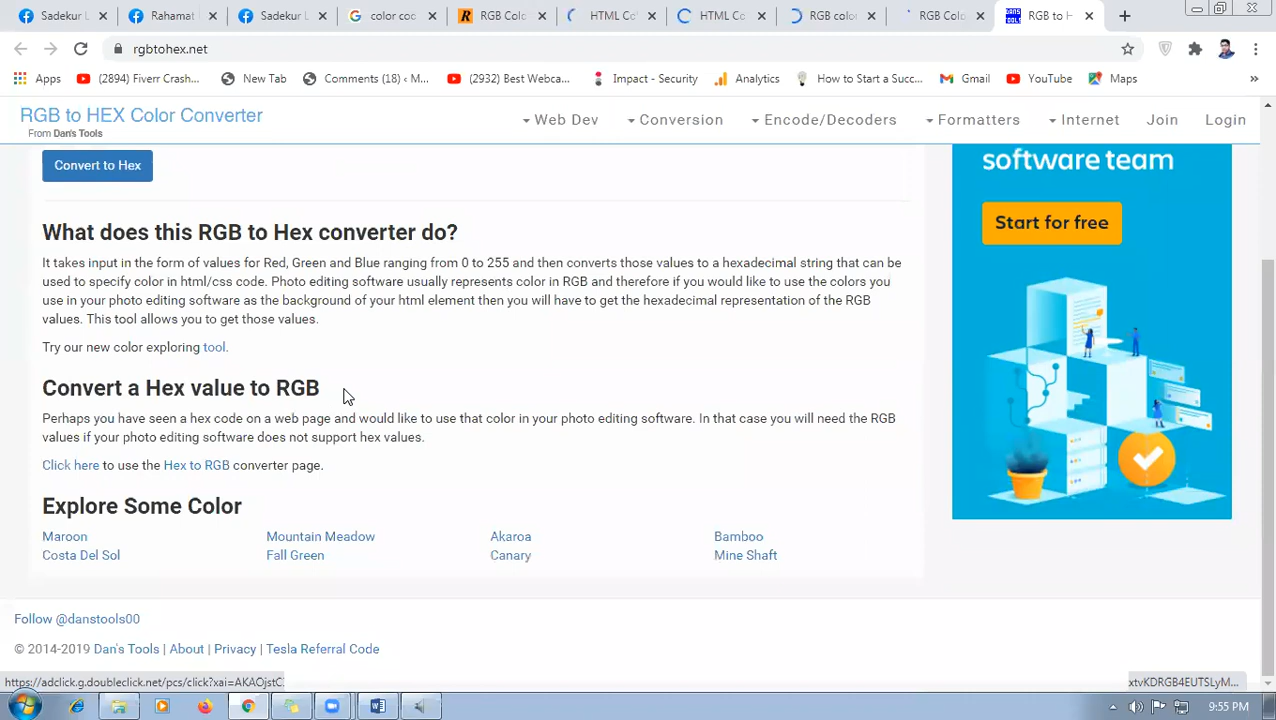 Sadekur L
Rahamat
Sadekur
color coc
RGB Colo
HTML Co
HTML Co
RGB color
RGB Colo
RGB to H
rgbtohex.net
Apps
(2894) Fiverr Crash...
New Tab
Comments (18) ‹ M...
(2932) Best Webca...
Impact - Security
Analytics
How to Start a Succ...
Gmail
YouTube
Maps
»
RGB to HEX Color Converter
From Dan's Tools
Web Dev
Conversion
Encode/Decoders
Formatters
Internet
Join
Login
Convert to Hex
software team
Start for free
What does this RGB to Hex converter do?
It takes input in the form of values for Red, Green and Blue ranging from 0 to 255 and then converts those values to a hexadecimal string that can be
used to specify color in html/css code. Photo editing software usually represents color in RGB and therefore if you would like to use the colors you
use in your photo editing software as the background of your html element then you will have to get the hexadecimal representation of the RGB
values. This tool allows you to get those values.
Try our new color exploring tool.
Convert a Hex value to RGB
Perhaps you have seen a hex code on a web page and would like to use that color in your photo editing software. In that case you will need the RGB
values if your photo editing software does not support hex values.
Click here to use the Hex to RGB converter page.
Explore Some Color
Maroon Mountain Meadow Akaroa Bamboo
Costa Del Sol Fall Green Canary Mine Shaft
Follow @danstools00
© 2014-2019 Dan's Tools | About | Privacy | Tesla Referral Code
https://adclick.g.doubleclick.net/pcs/click?xai=AKAOjstC
xtvKDRGB4EUTSLyM...
9:55 PM